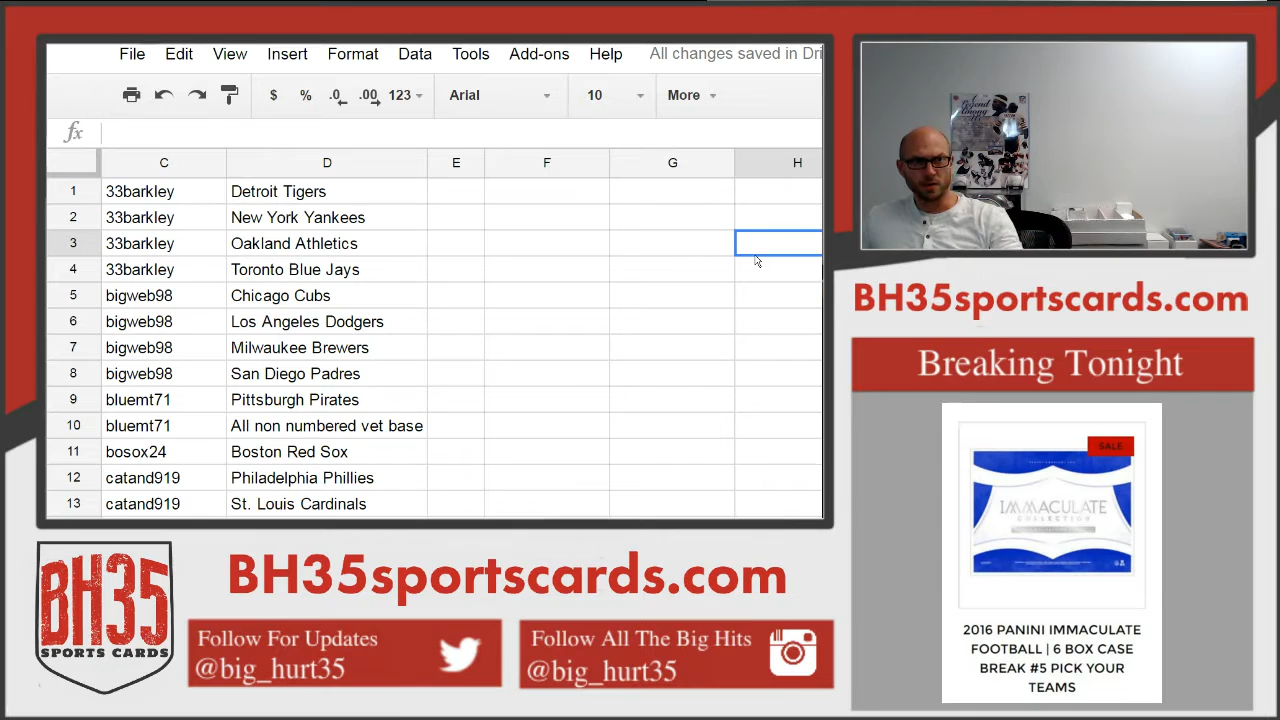 File Edit View Insert Format Data Tools Add-ons Help All changes saved in Dri
$ % .0 .00 123 Arial 10 More
fx
C D E F G H
1 33barkley Detroit Tigers
2 33barkley New York Yankees
3 33barkley Oakland Athletics
4 33barkley Toronto Blue Jays
5 bigweb98 Chicago Cubs
6 bigweb98 Los Angeles Dodgers
7 bigweb98 Milwaukee Brewers
8 bigweb98 San Diego Padres
9 bluemt71 Pittsburgh Pirates
10 bluemt71 All non numbered vet base
11 bosox24 Boston Red Sox
12 catand919 Philadelphia Phillies
13 catand919 St. Louis Cardinals
BH35sportscards.com
Breaking Tonight
SALE
IMMACULATE
COLLECTION
2016 PANINI IMMACULATE
FOOTBALL | 6 BOX CASE
BREAK #5 PICK YOUR
TEAMS
BH35
SPORTS CARDS
BH35sportscards.com
Follow For Updates
@big_hurt35
Follow All The Big Hits
@big_hurt35